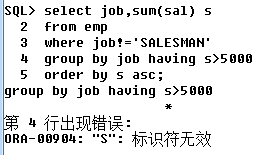 SQL> select job,sum(sal) s
2 from emp
3 where job!='SALESMAN'
4 group by job having s>5000
5 order by s asc;
group by job having s>5000
*
第 4 行出现错误:
ORA-00904: "S": 标识符无效